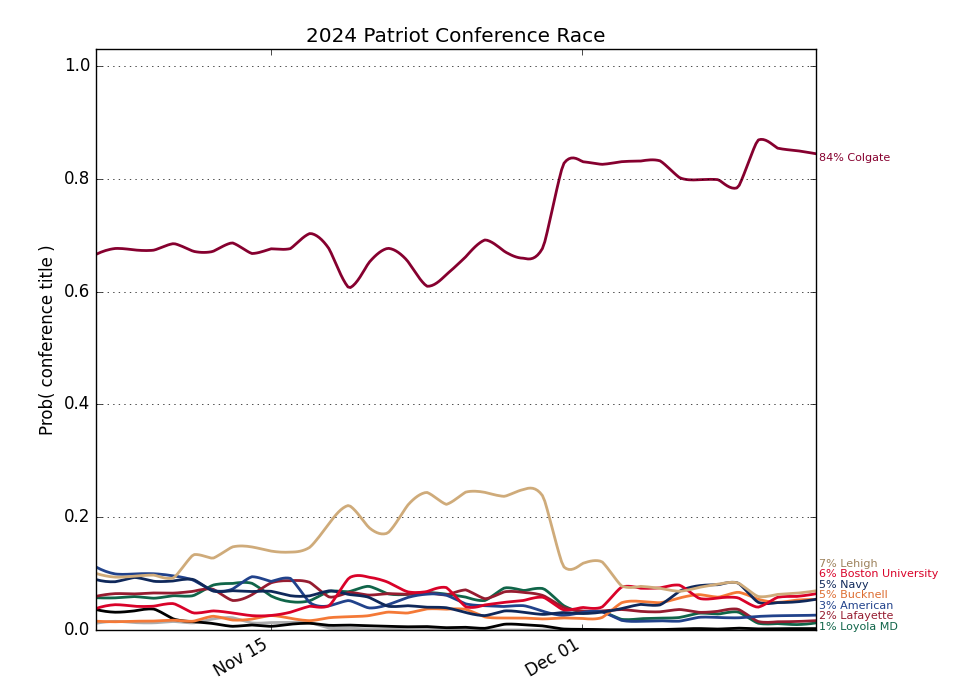 2024 Patriot Conference Race
1.0
0.8
0.6
0.4
0.2
0.0
Prob( conference title )
Nov 15
Dec 01
84% Colgate
7% Lehigh
6% Boston University
5% Navy
5% Bucknell
3% American
2% Lafayette
1% Loyola MD